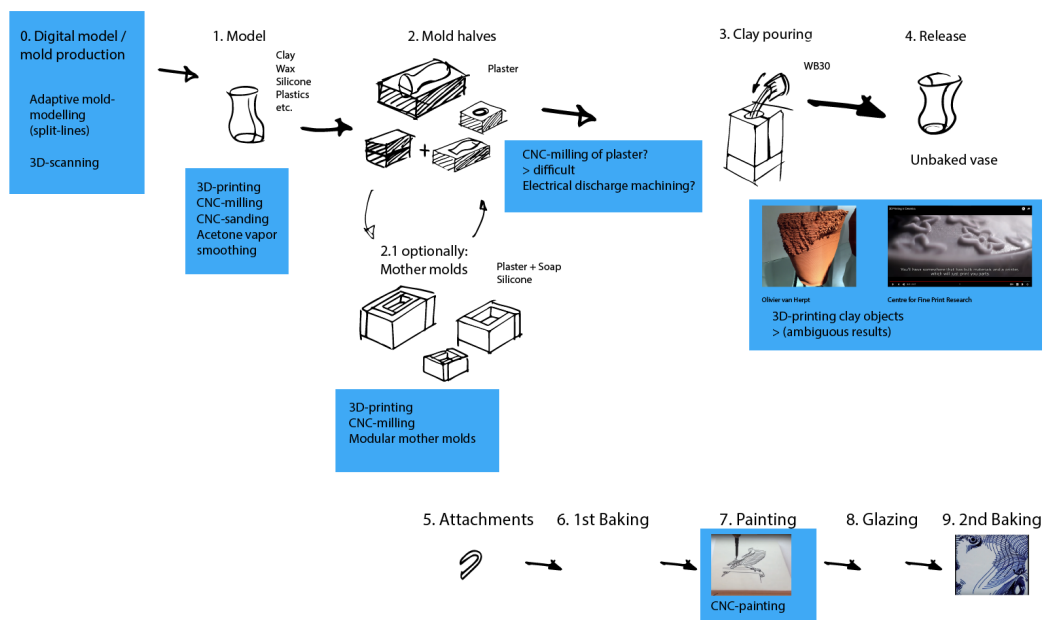 0. Digital model /
mold production
Adaptive mold-
modelling
(split-lines)
3D-scanning
1. Model
Clay
Wax
Silicone
Plastics
etc.
3D-printing
CNC-milling
CNC-sanding
Acetone vapor
smoothing
2. Mold halves
Plaster
+
CNC-milling of plaster?
> difficult
Electrical discharge machining?
2.1 optionally:
Mother molds
Plaster + Soap
Silicone
3D-printing
CNC-milling
Modular mother molds
3. Clay pouring
WB30
4. Release
Unbaked vase
Olivier van Herpt
Centre for Fine Print Research
3D-printing clay objects
> (ambiguous results)
5. Attachments
6. 1st Baking
7. Painting
CNC-painting
8. Glazing
9. 2nd Baking